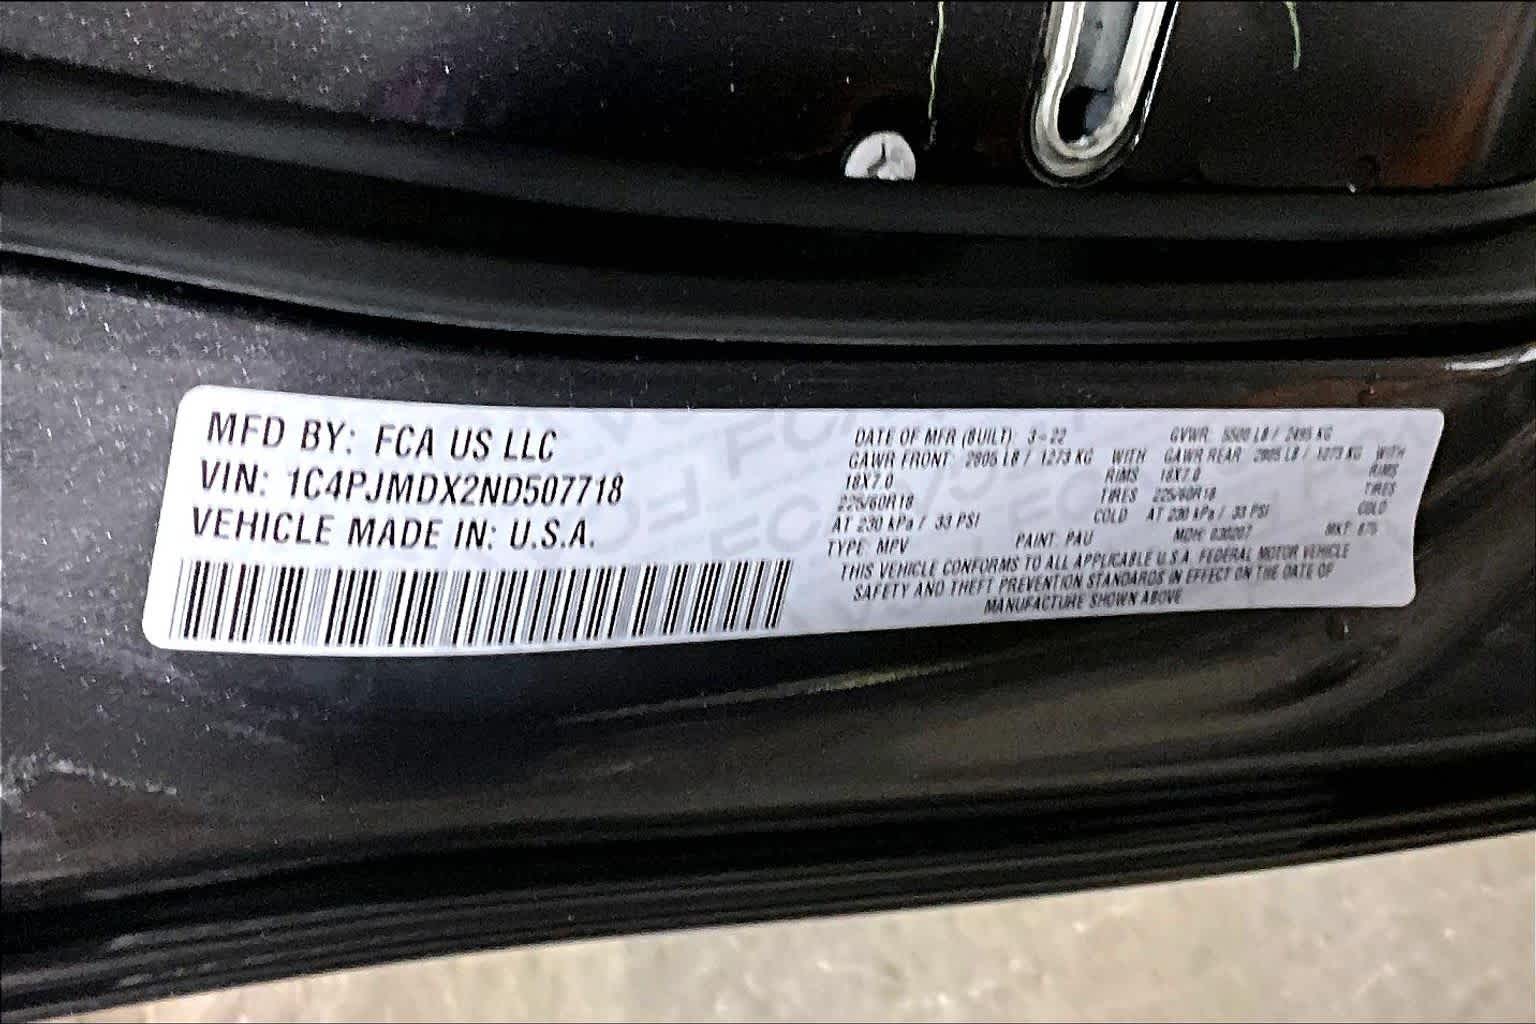 MFD BY: FCA US LLC
VIN: 1C4PJMDX2ND507718
VEHICLE MADE IN: U.S.A.
DATE OF MFR (BUILT): 3-22 GVWR: 5500 LB / 2495 KG
GAWR FRONT: 2805 LB / 1273 KG WITH GAWR REAR 2805 LB / 1273 KG WITH
18X7.0 RIMS 18X7.0 RIMS
225/60R18 TIRES 225/60R18 TIRES
AT 230 kPa / 33 PSI COLD AT 230 kPa / 33 PSI COLD
TYPE: MPV PAINT: PAU MDH: MKT:
THIS VEHICLE CONFORMS TO ALL APPLICABLE U.S.A. FEDERAL MOTOR VEHICLE
SAFETY AND THEFT PREVENTION STANDARDS IN EFFECT ON THE DATE OF
MANUFACTURE SHOWN ABOVE